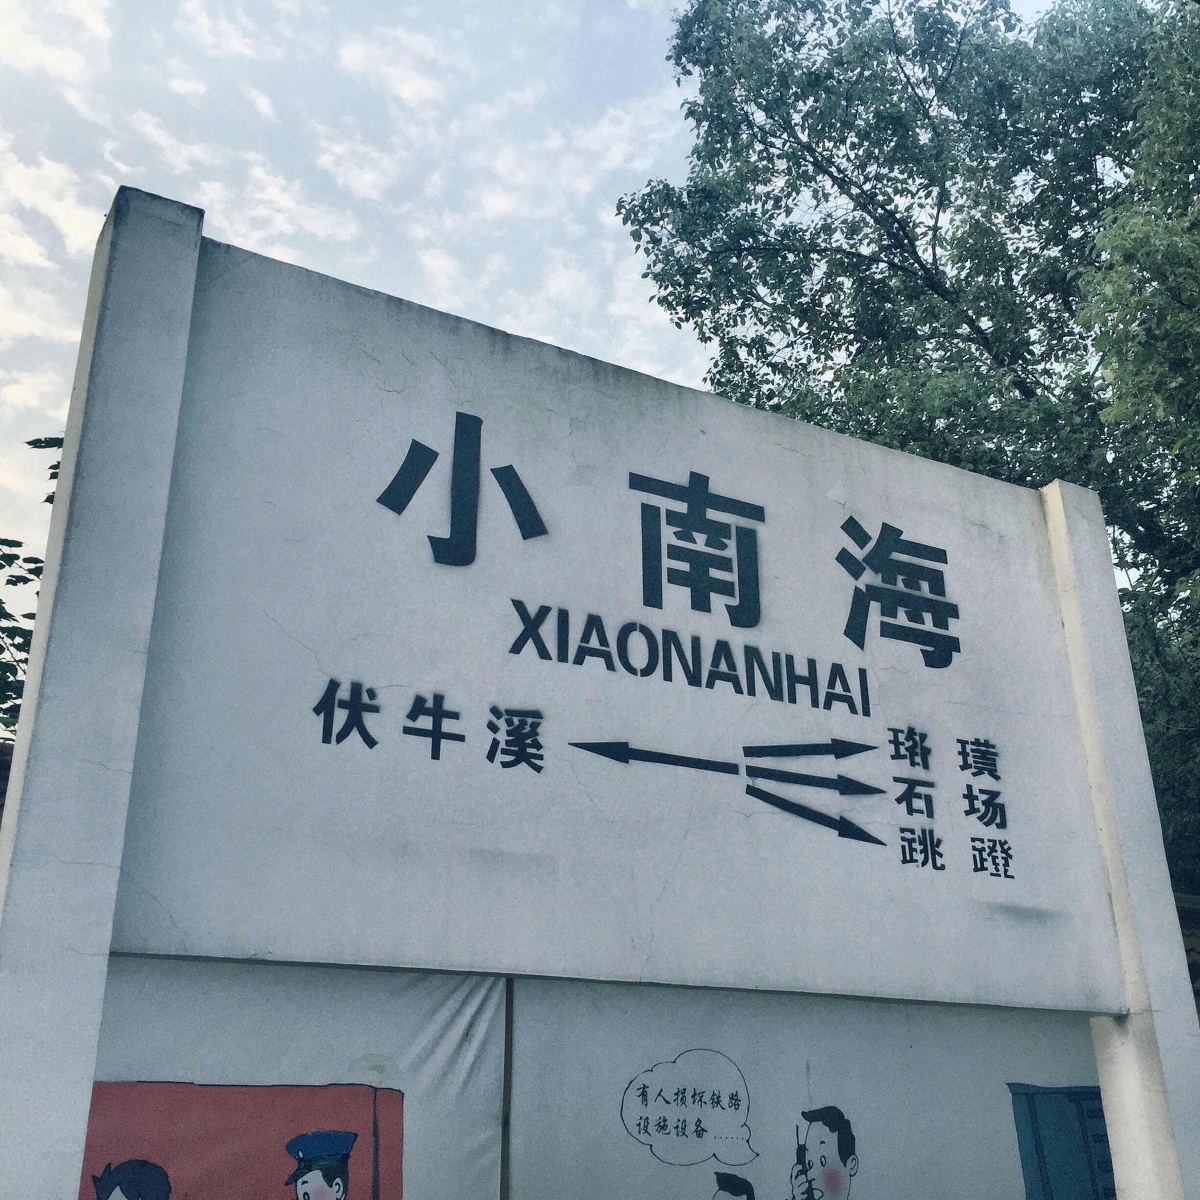 小南海
XIAONANHAI
伏牛溪
珞璜
石场
跳蹬
有人损坏铁路
设施设备……